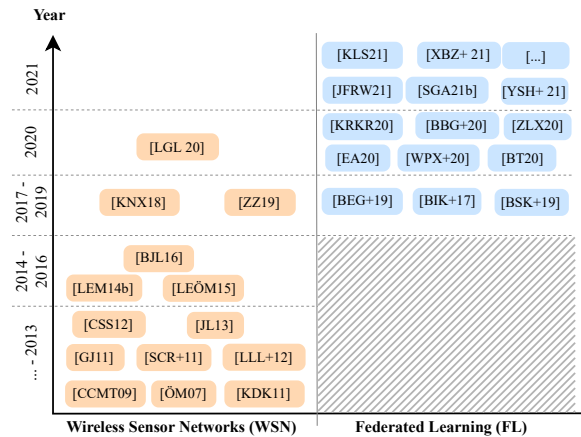 Year
2021
[KLS21] [XBZ+ 21] [...]
[JFRW21] [SGA21b] [YSH+ 21]
2020
[KRKR20] [BBG+20] [ZLX20]
[LGL 20]
[EA20] [WPX+20] [BT20]
2017 -
2019
[KNX18] [ZZ19] [BEG+19] [BIK+17] [BSK+19]
2014 -
2016
[BJL16]
[LEM14b] [LEÖM15]
... - 2013
[CSS12] [JL13]
[GJ11] [SCR+11] [LLL+12]
[CCMT09] [ÖM07] [KDK11]
Wireless Sensor Networks (WSN) Federated Learning (FL)